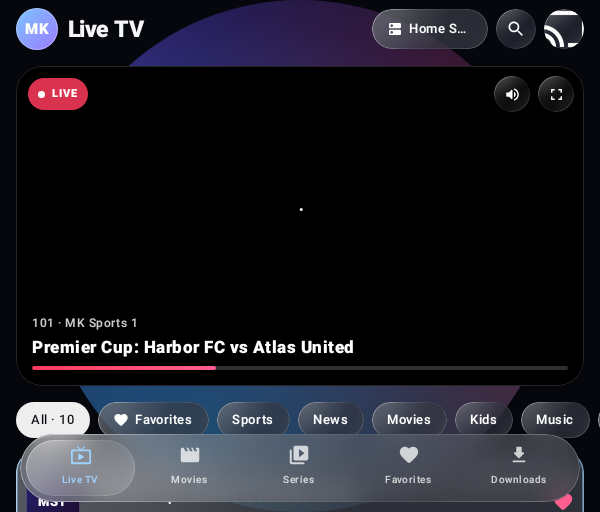 MK Live TV Home S...
LIVE
101 · MK Sports 1
Premier Cup: Harbor FC vs Atlas United
All · 10 Favorites Sports News Movies Kids Music
Live TV Movies Series Favorites Downloads